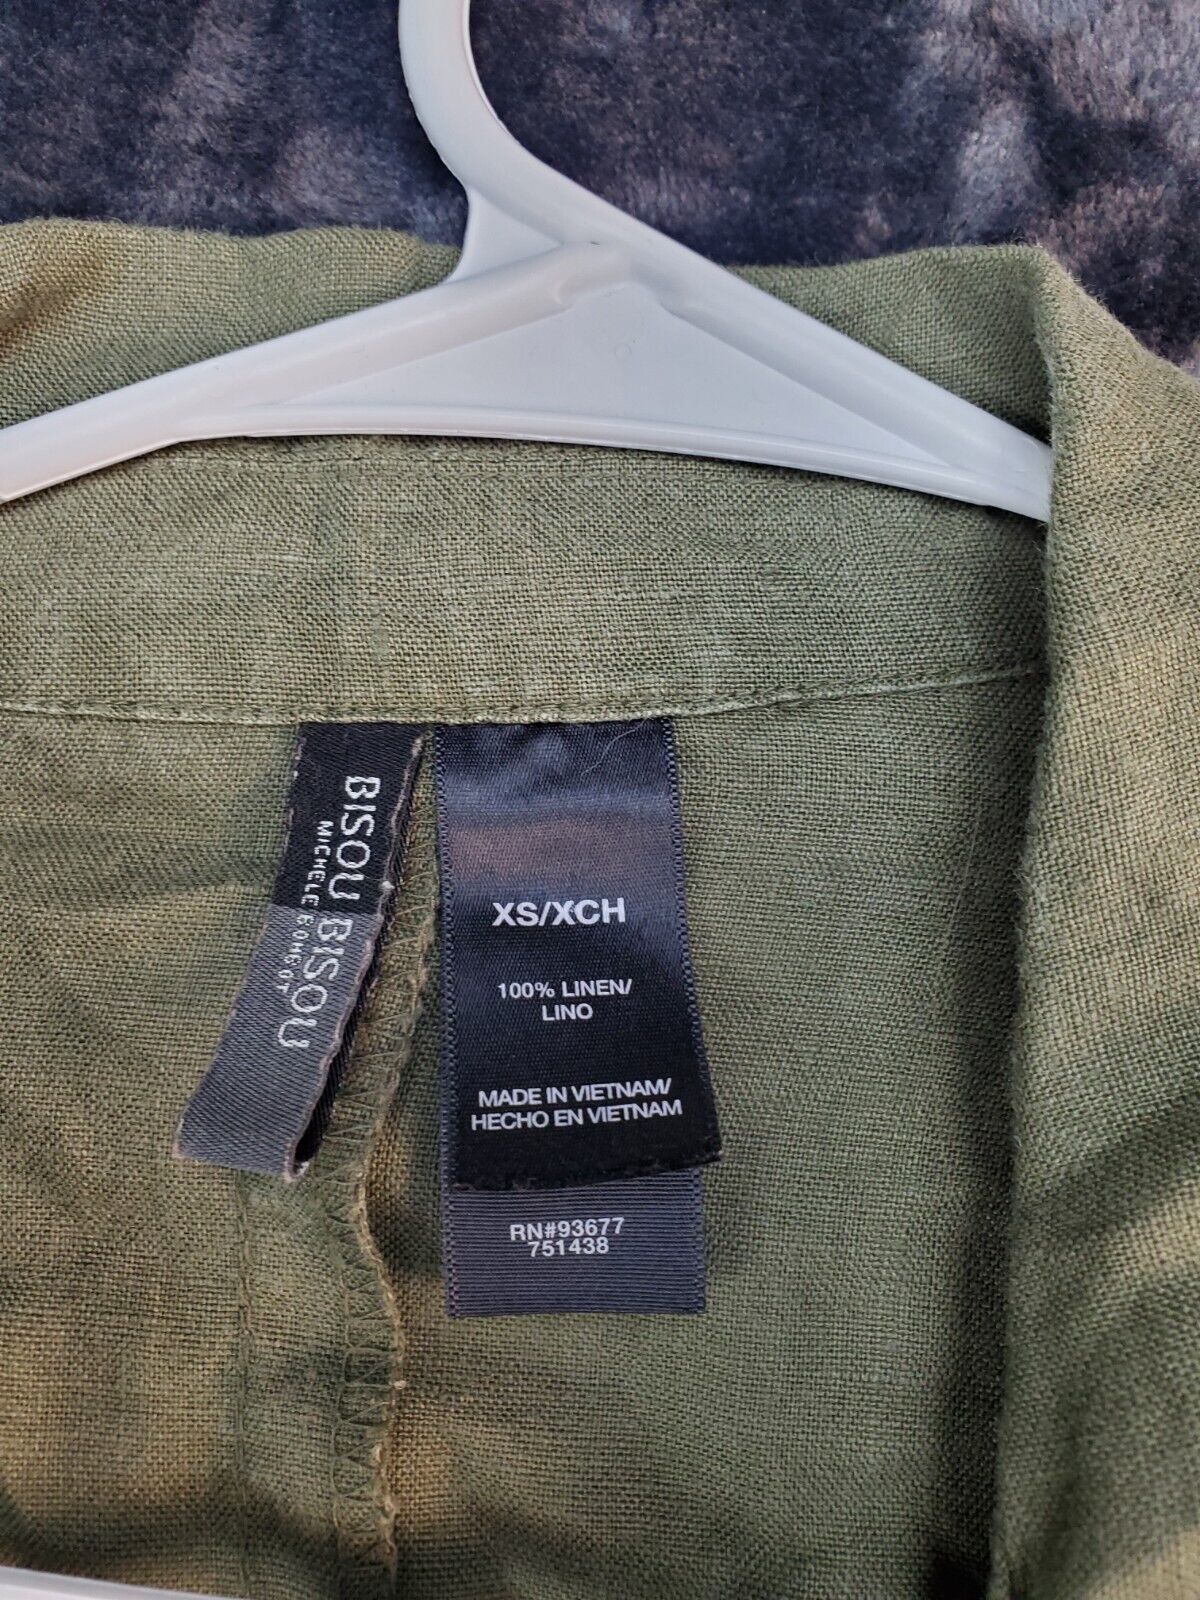 BISOU BISOU
MICHELE BOHBOT
XS/XCH
100% LINEN/
LINO
MADE IN VIETNAM/
HECHO EN VIETNAM
RN#93677
751438